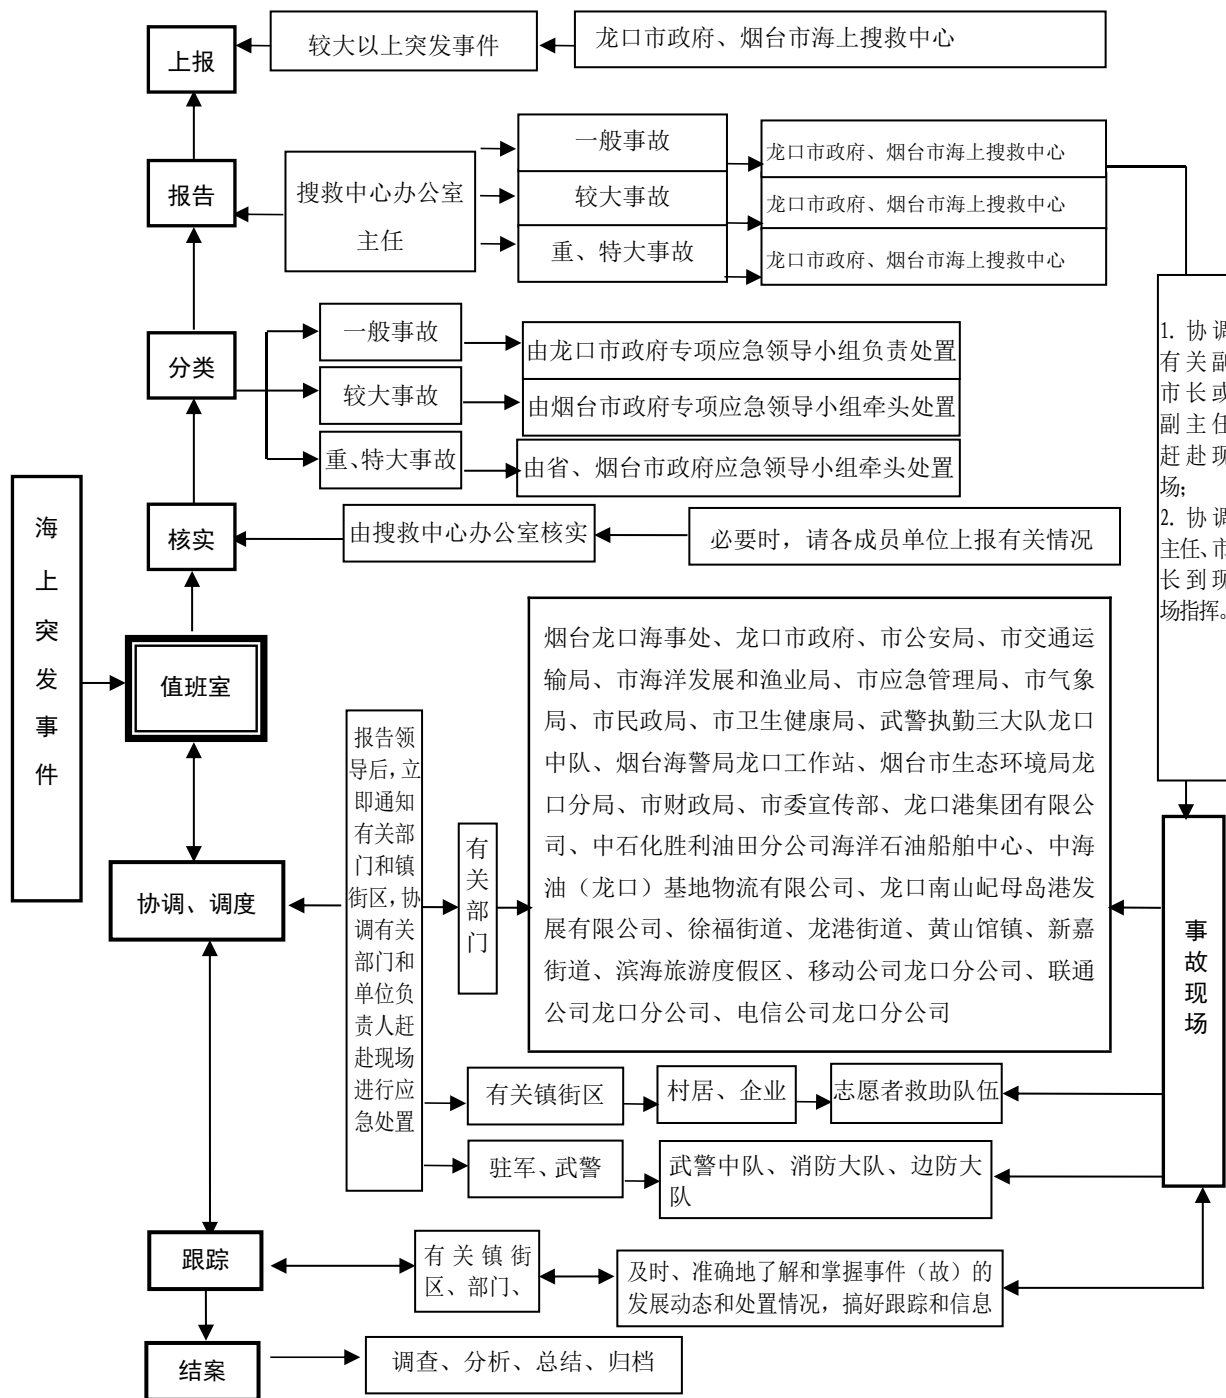 上报
较大以上突发事件
龙口市政府、烟台市海上搜救中心
报告
搜救中心办公室
主任
一般事故
较大事故
重、特大事故
龙口市政府、烟台市海上搜救中心
龙口市政府、烟台市海上搜救中心
龙口市政府、烟台市海上搜救中心
分类
一般事故
较大事故
重、特大事故
由龙口市政府专项应急领导小组负责处置
由烟台市政府专项应急领导小组牵头处置
由省、烟台市政府应急领导小组牵头处置
1. 协调
有关副
市长或
副主任
赶赴现
场;
2. 协调
主任、市
长到现
场指挥。
核实
由搜救中心办公室核实
必要时，请各成员单位上报有关情况
海上突发事件
值班室
协调、调度
报告领
导后，立
即通知
有关部
门和镇
街区，协
调有关
部门和
单位负
责人赶
赴现场
进行应
急处置
有关部门
烟台龙口海事处、龙口市政府、市公安局、市交通运
输局、市海洋发展和渔业局、市应急管理局、市气象
局、市民政局、市卫生健康局、武警执勤三大队龙口
中队、烟台海警局龙口工作站、烟台市生态环境局龙
口分局、市财政局、市委宣传部、龙口港集团有限公
司、中石化胜利油田分公司海洋石油船舶中心、中海
油（龙口）基地物流有限公司、龙口南山屺母岛港发
展有限公司、徐福街道、龙港街道、黄山馆镇、新嘉
街道、滨海旅游度假区、移动公司龙口分公司、联通
公司龙口分公司、电信公司龙口分公司
事故现场
有关镇街区
村居、企业
志愿者救助队伍
驻军、武警
武警中队、消防大队、边防大
队
跟踪
有关镇街
区、部门、
及时、准确地了解和掌握事件（故）的
发展动态和处置情况，搞好跟踪和信息
结案
调查、分析、总结、归档